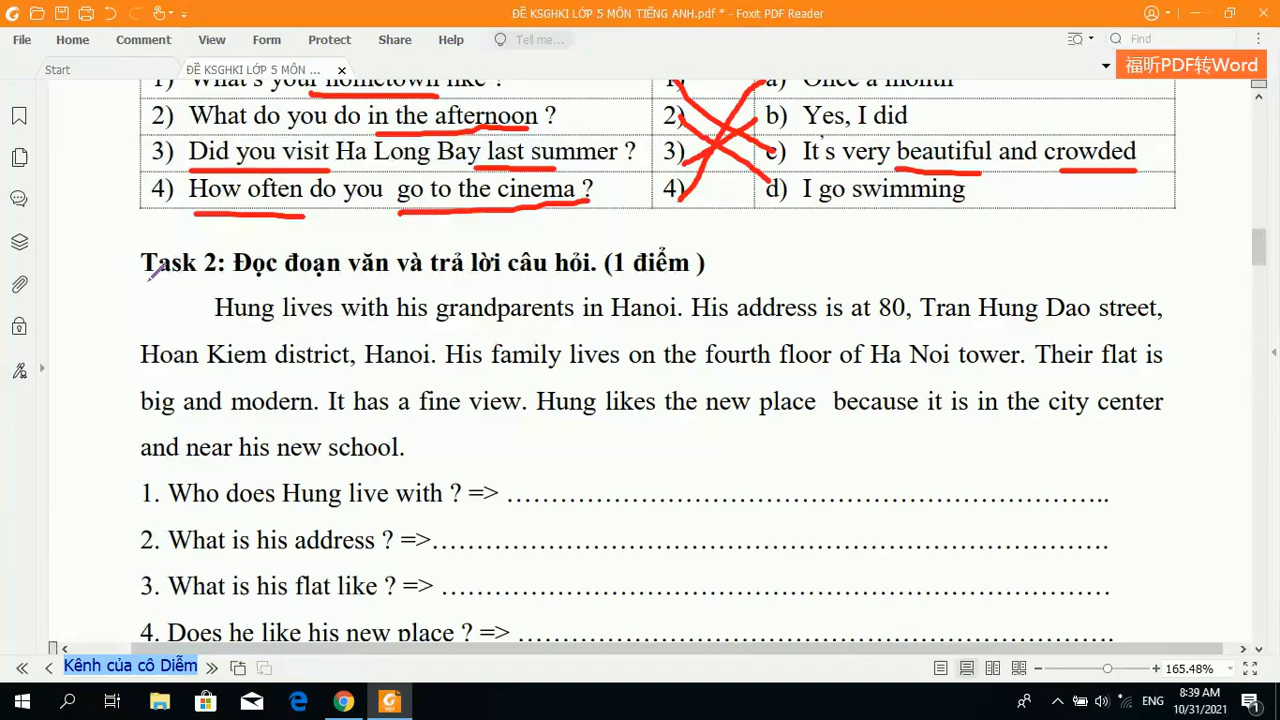 ĐỀ KSGHKI LỚP 5 MÔN TIẾNG ANH.pdf * - Foxit PDF Reader
File Home Comment View Form Protect Share Help Tell me... Find
Start ĐỀ KSGHKI LỚP 5 MÔN ... 福昕PDF转Word
1) What's your hometown like ? 1) a) Once a month
2) What do you do in the afternoon ? 2) b) Yes, I did
3) Did you visit Ha Long Bay last summer ? 3) c) It's very beautiful and crowded
4) How often do you go to the cinema ? 4) d) I go swimming
Task 2: Đọc đoạn văn và trả lời câu hỏi. (1 điểm )
Hung lives with his grandparents in Hanoi. His address is at 80, Tran Hung Dao street,
Hoan Kiem district, Hanoi. His family lives on the fourth floor of Ha Noi tower. Their flat is
big and modern. It has a fine view. Hung likes the new place because it is in the city center
and near his new school.
1. Who does Hung live with ? => ……………………………………………………………..
2. What is his address ? =>…………………………………………………………………….
3. What is his flat like ? => ……………………………………………………………………
4. Does he like his new place ? => …………………………………………………………….
Kênh của cô Diễm 165.48%
ENG 8:39 AM
10/31/2021